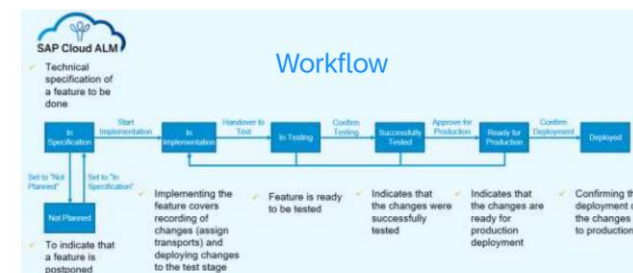 SAP Cloud ALM
Workflow
✓ Technical
specification of
a feature to be
done
Start
Implementation
Handover to
Test
Confirm
Testing
Approve for
Production
Confirm
Deployment
In
Specification
In
Implementation
In Testing
Successfully
Tested
Ready for
Production
Deployed
Set to "Not
Planned"
Set to "In
Specification"
Not Planned
✓ To indicate that
a feature is
postponed
✓ Implementing the
feature covers
recording of
changes (assign
transports) and
deploying changes
to the test stage
✓ Feature is ready
to be tested
✓ Indicates that
the changes were
successfully
tested
✓ Indicates that
the changes are
ready for
production
deployment
✓ Confirming
deployment
the changes
to production